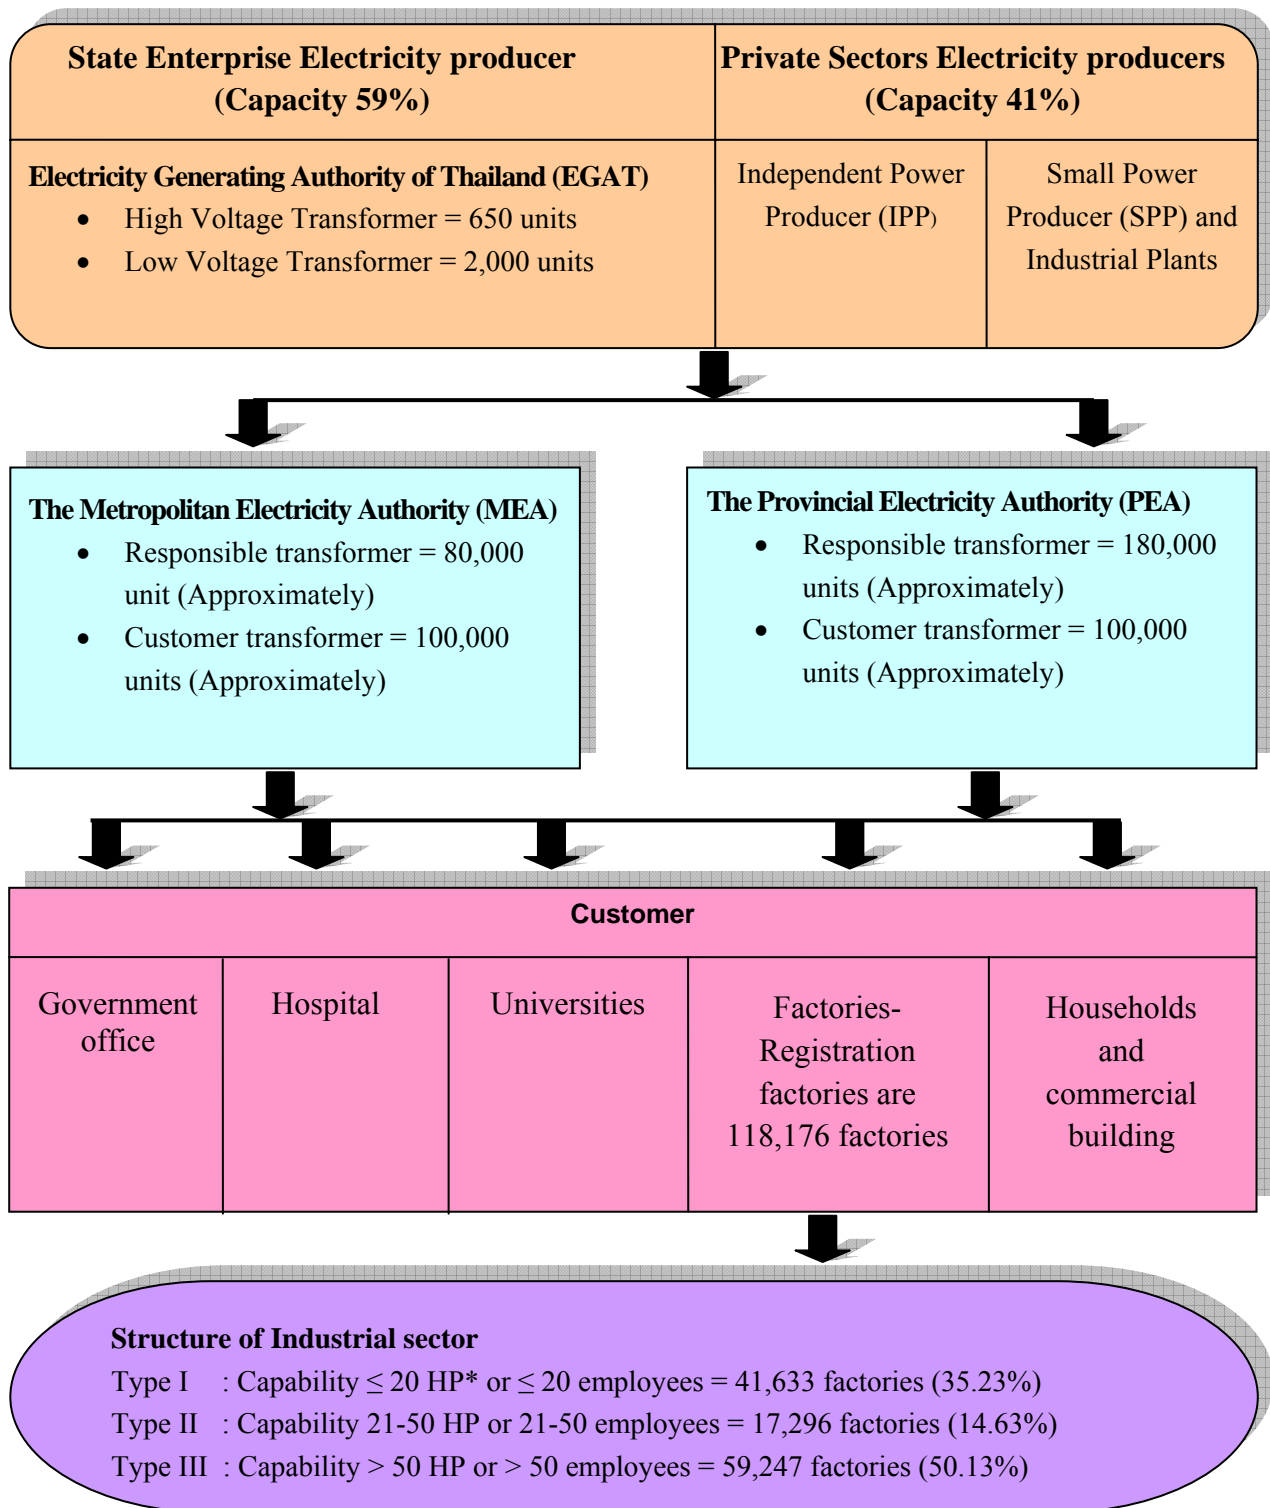 State Enterprise Electricity producer
(Capacity 59%)
Private Sectors Electricity producers
(Capacity 41%)
Electricity Generating Authority of Thailand (EGAT)
• High Voltage Transformer = 650 units
• Low Voltage Transformer = 2,000 units
Independent Power
Producer (IPP)
Small Power
Producer (SPP) and
Industrial Plants
The Metropolitan Electricity Authority (MEA)
• Responsible transformer = 80,000
unit (Approximately)
• Customer transformer = 100,000
units (Approximately)
The Provincial Electricity Authority (PEA)
• Responsible transformer = 180,000
units (Approximately)
• Customer transformer = 100,000
units (Approximately)
Customer
Government
office
Hospital
Universities
Factories-
Registration
factories are
118,176 factories
Households
and
commercial
building
Structure of Industrial sector
Type I : Capability ≤ 20 HP* or ≤ 20 employees = 41,633 factories (35.23%)
Type II : Capability 21-50 HP or 21-50 employees = 17,296 factories (14.63%)
Type III : Capability > 50 HP or > 50 employees = 59,247 factories (50.13%)